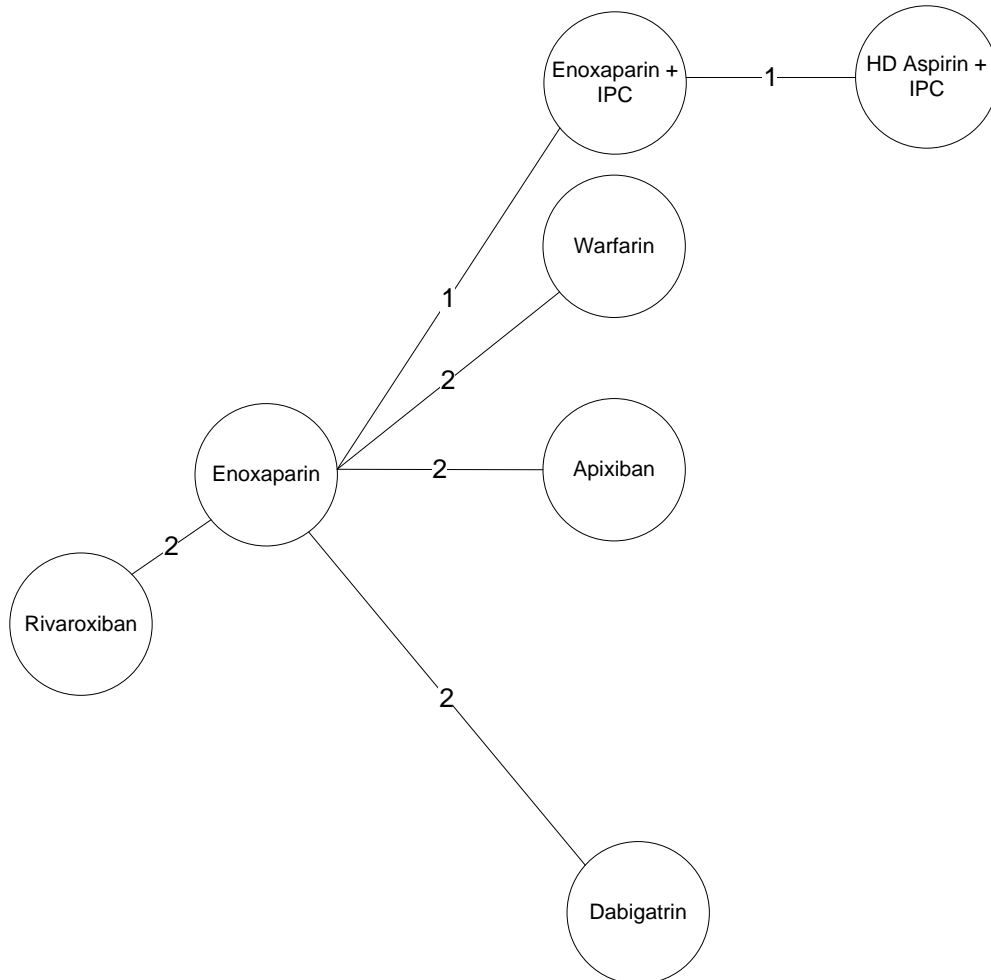 Enoxaparin +
IPC
1
HD Aspirin +
IPC
Warfarin
1
2
Enoxaparin
2
Apixiban
2
Rivaroxiban
2
Dabigatrin